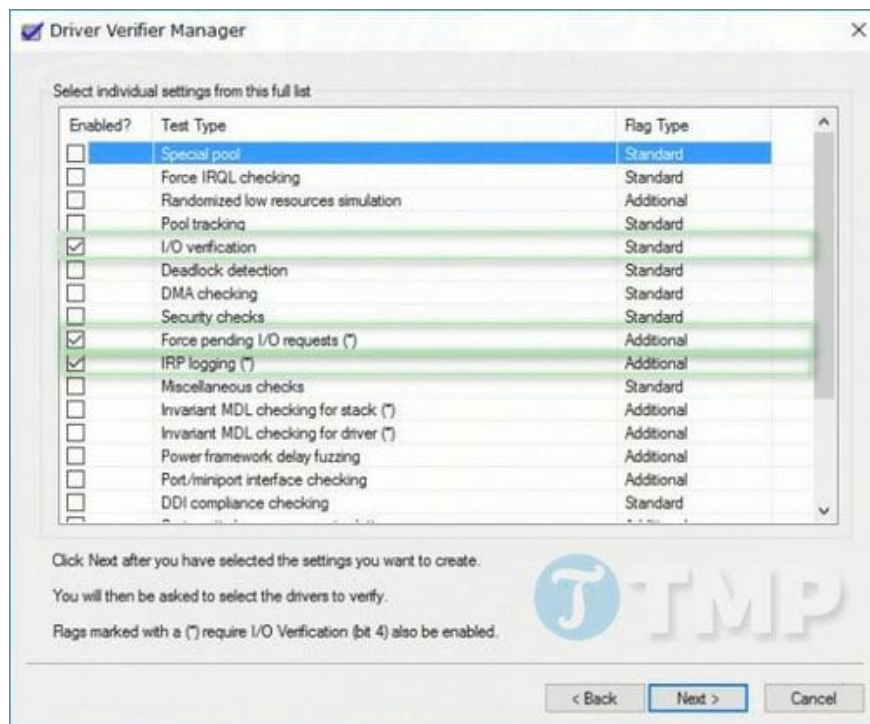 Driver Verifier Manager
Select individual settings from this full list
Enabled? Test Type Flag Type
Special pool Standard
Force IRQL checking Standard
Randomized low resources simulation Additional
Pool tracking Standard
I/O verification Standard
Deadlock detection Standard
DMA checking Standard
Security checks Standard
Force pending I/O requests (*) Additional
IRP logging (*) Additional
Miscellaneous checks Standard
Invariant MDL checking for stack (*) Additional
Invariant MDL checking for driver (*) Additional
Power framework delay fuzzing Additional
Port/miniport interface checking Additional
DDI compliance checking Standard
Click Next after you have selected the settings you want to create.
You will then be asked to select the drivers to verify.
Flags marked with a (*) require I/O Verification (bit 4) also be enabled.
T TMP
< Back Next > Cancel